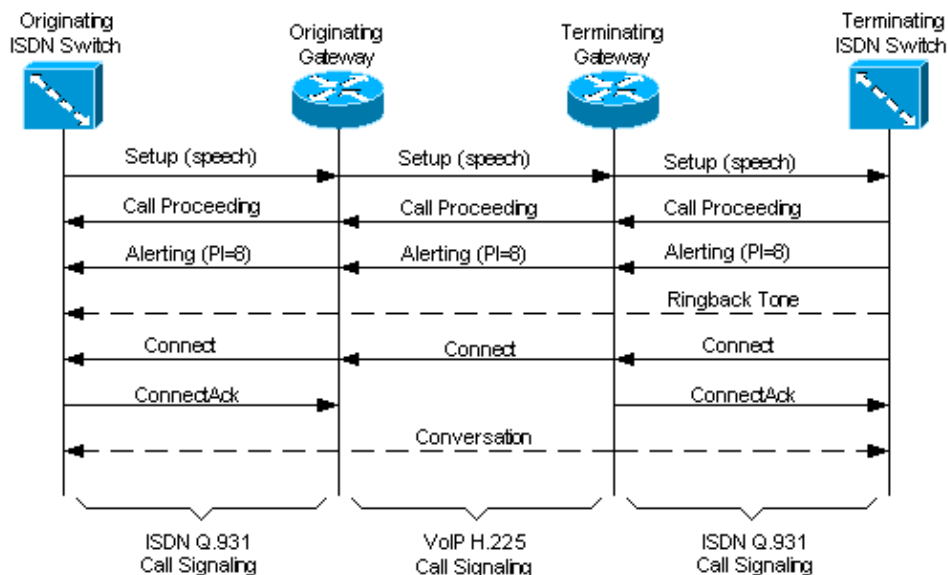 Originating
ISDN Switch
Originating
Gateway
Terminating
Gateway
Terminating
ISDN Switch
Setup (speech)
Setup (speech)
Setup (speech)
Call Proceeding
Call Proceeding
Call Proceeding
Alerting (PI=8)
Alerting (PI=8)
Alerting (PI=8)
Ringback Tone
Connect
Connect
Connect
ConnectAck
ConnectAck
Conversation
ISDN Q.931
Call Signaling
VoIP H.225
Call Signaling
ISDN Q.931
Call Signaling